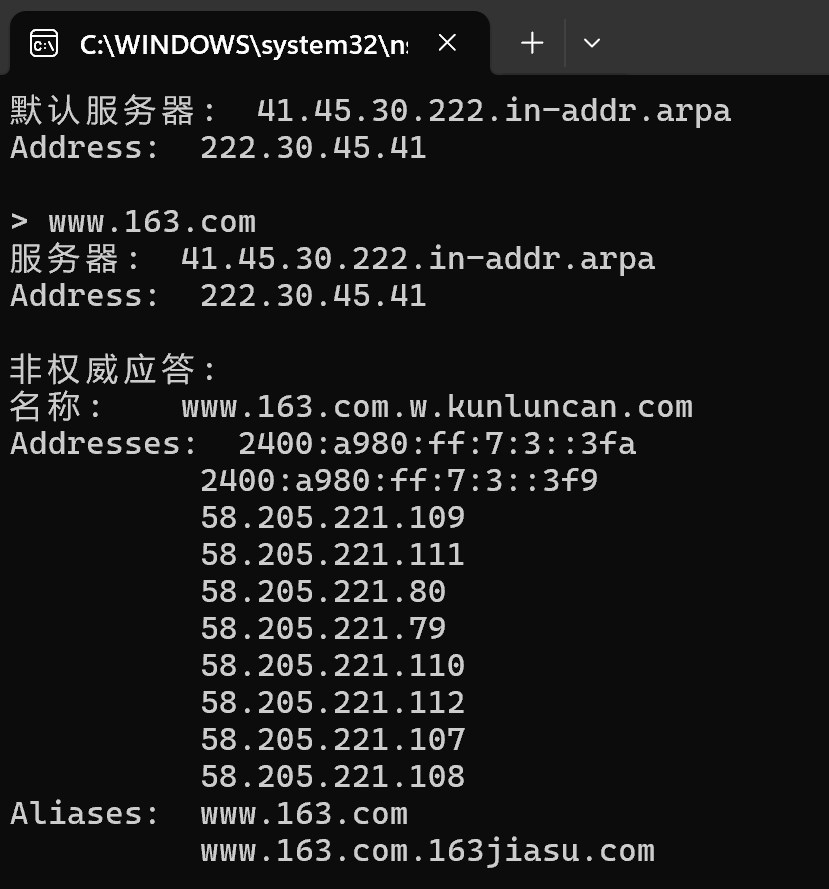 C:\WINDOWS\system32\ns
默认服务器:  41.45.30.222.in-addr.arpa
Address:  222.30.45.41
> www.163.com
服务器:  41.45.30.222.in-addr.arpa
Address:  222.30.45.41
非权威应答:
名称:    www.163.com.w.kunluncan.com
Addresses:  2400:a980:ff:7:3::3fa
2400:a980:ff:7:3::3f9
58.205.221.109
58.205.221.111
58.205.221.80
58.205.221.79
58.205.221.110
58.205.221.112
58.205.221.107
58.205.221.108
Aliases:  www.163.com
www.163.com.163jiasu.com